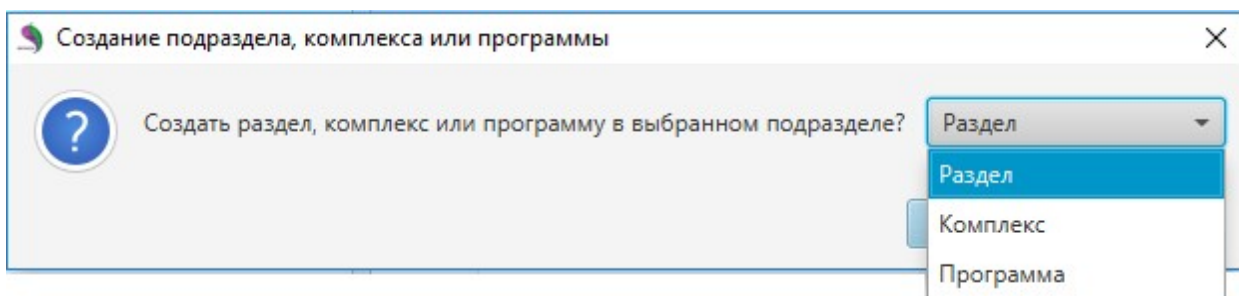 Создание подраздела, комплекса или программы
Создать раздел, комплекс или программу в выбранном подразделе? Раздел
Раздел
Комплекс
Программа